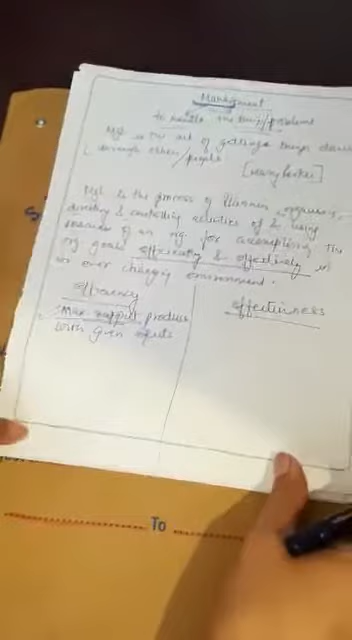 Management
to handle the things/problems
Mgt is the art of getting things done
through others/people
[Mary
Mgt is the process of Planning, organising,
directing & controlling activities of & using
resources of an org for accomplishing the
org goals efficiently & effectively in
an ever changing environment.
efficiency
effectiveness
Max output produce
with given inputs
To